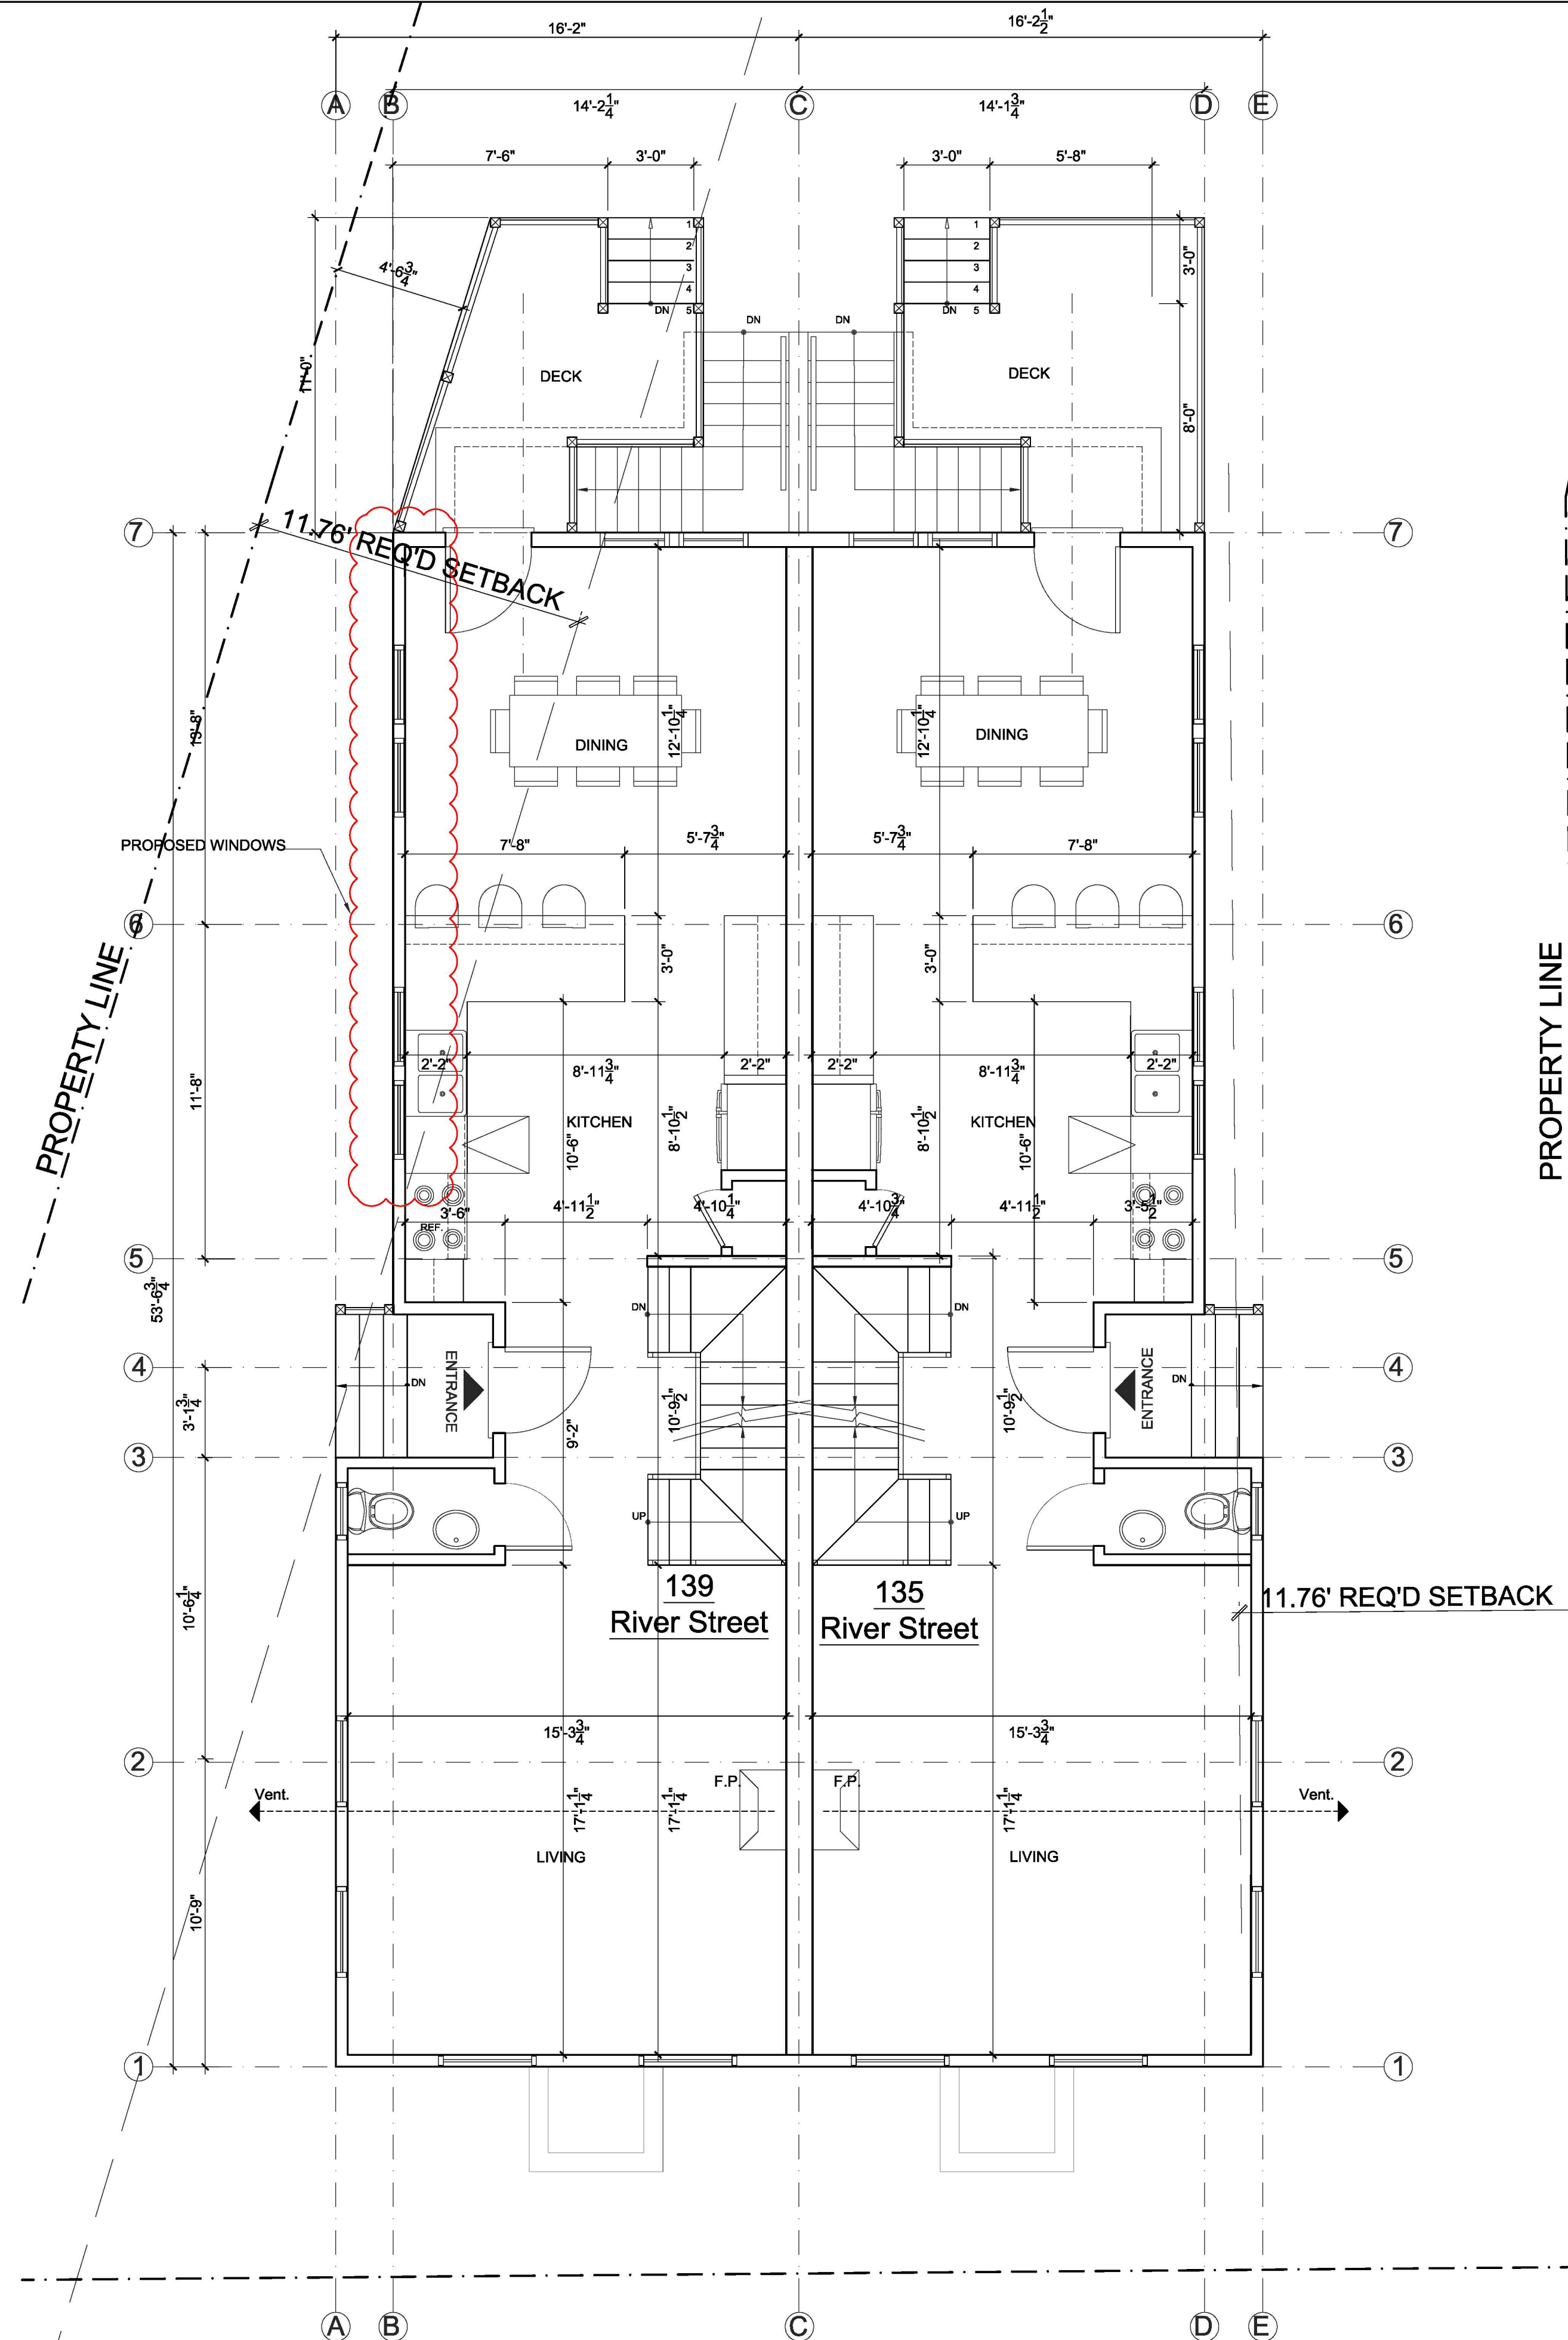 16'-2"
16'-2 1/2"
A
B
14'-2 1/4"
C
14'-1 3/4"
D
E
7'-6"
3'-0"
3'-0"
5'-8"
1
2
3
4
5
DN
1
2
3
4
5
DN
4'-6 3/4"
3'-0"
11'-0"
DN
DN
DECK
DECK
8'-0"
7
11.76' REQ'D SETBACK
7
13'-8"
12'-10 1/4"
12'-10 1/4"
DINING
DINING
PROPOSED WINDOWS
7'-8"
5'-7 3/4"
5'-7 3/4"
7'-8"
6
6
3'-0"
3'-0"
PROPERTY LINE
PROPERTY LINE
11'-8"
2'-2"
8'-11 3/4"
2'-2"
2'-2"
8'-11 3/4"
2'-2"
KITCHEN
KITCHEN
10'-6"
8'-10 1/2"
8'-10 1/2"
10'-6"
3'-6"
4'-11 1/2"
4'-10 1/4"
4'-10 3/4"
4'-11 1/2"
3'-5 1/2"
REF.
5
5
53'-6 3/4"
DN
DN
4
4
ENTRANCE
ENTRANCE
DN
DN
3'-1 3/4"
9'-2"
10'-9 1/2"
10'-9 1/2"
3
3
UP
UP
139
River Street
135
River Street
10'-6 1/4"
11.76' REQ'D SETBACK
15'-3 3/4"
15'-3 3/4"
2
2
F.P.
F.P.
Vent.
Vent.
17'-1 1/4"
17'-1 1/4"
17'-1 1/4"
LIVING
LIVING
10'-9"
1
1
A
B
C
D
E